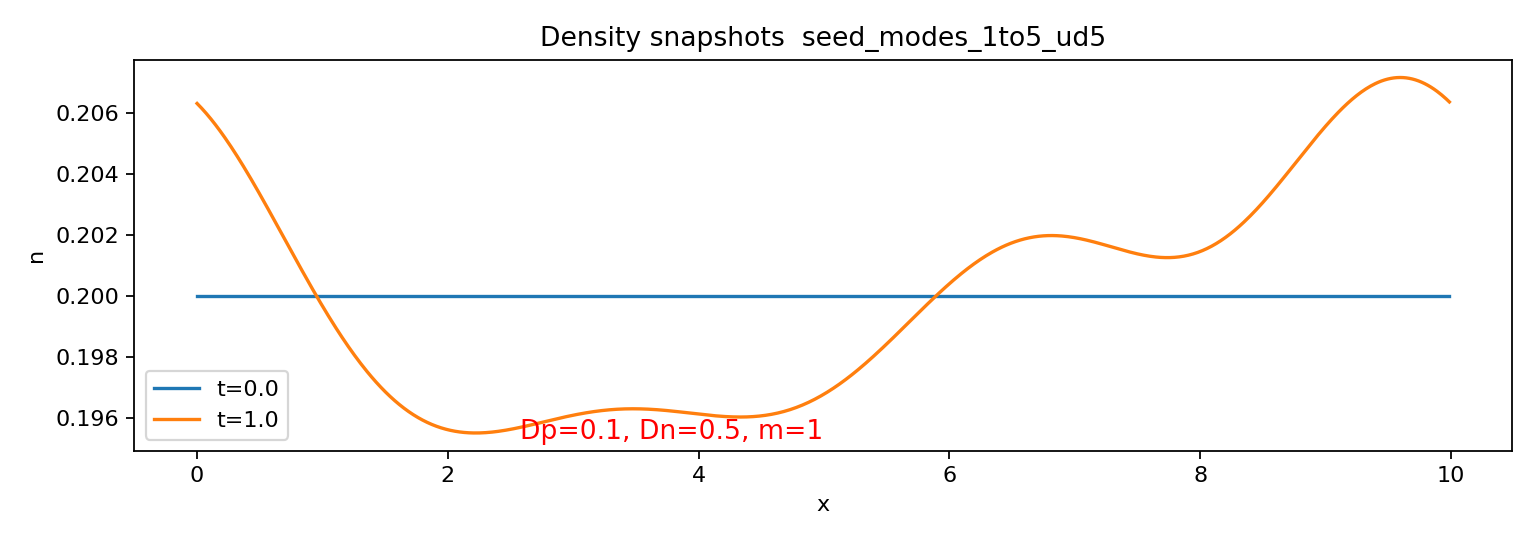 Density snapshots  seed_modes_1to5_ud5
n
0.206
0.204
0.202
0.200
0.198
0.196
t=0.0
t=1.0
Dp=0.1, Dn=0.5, m=1
0 2 4 6 8 10
x